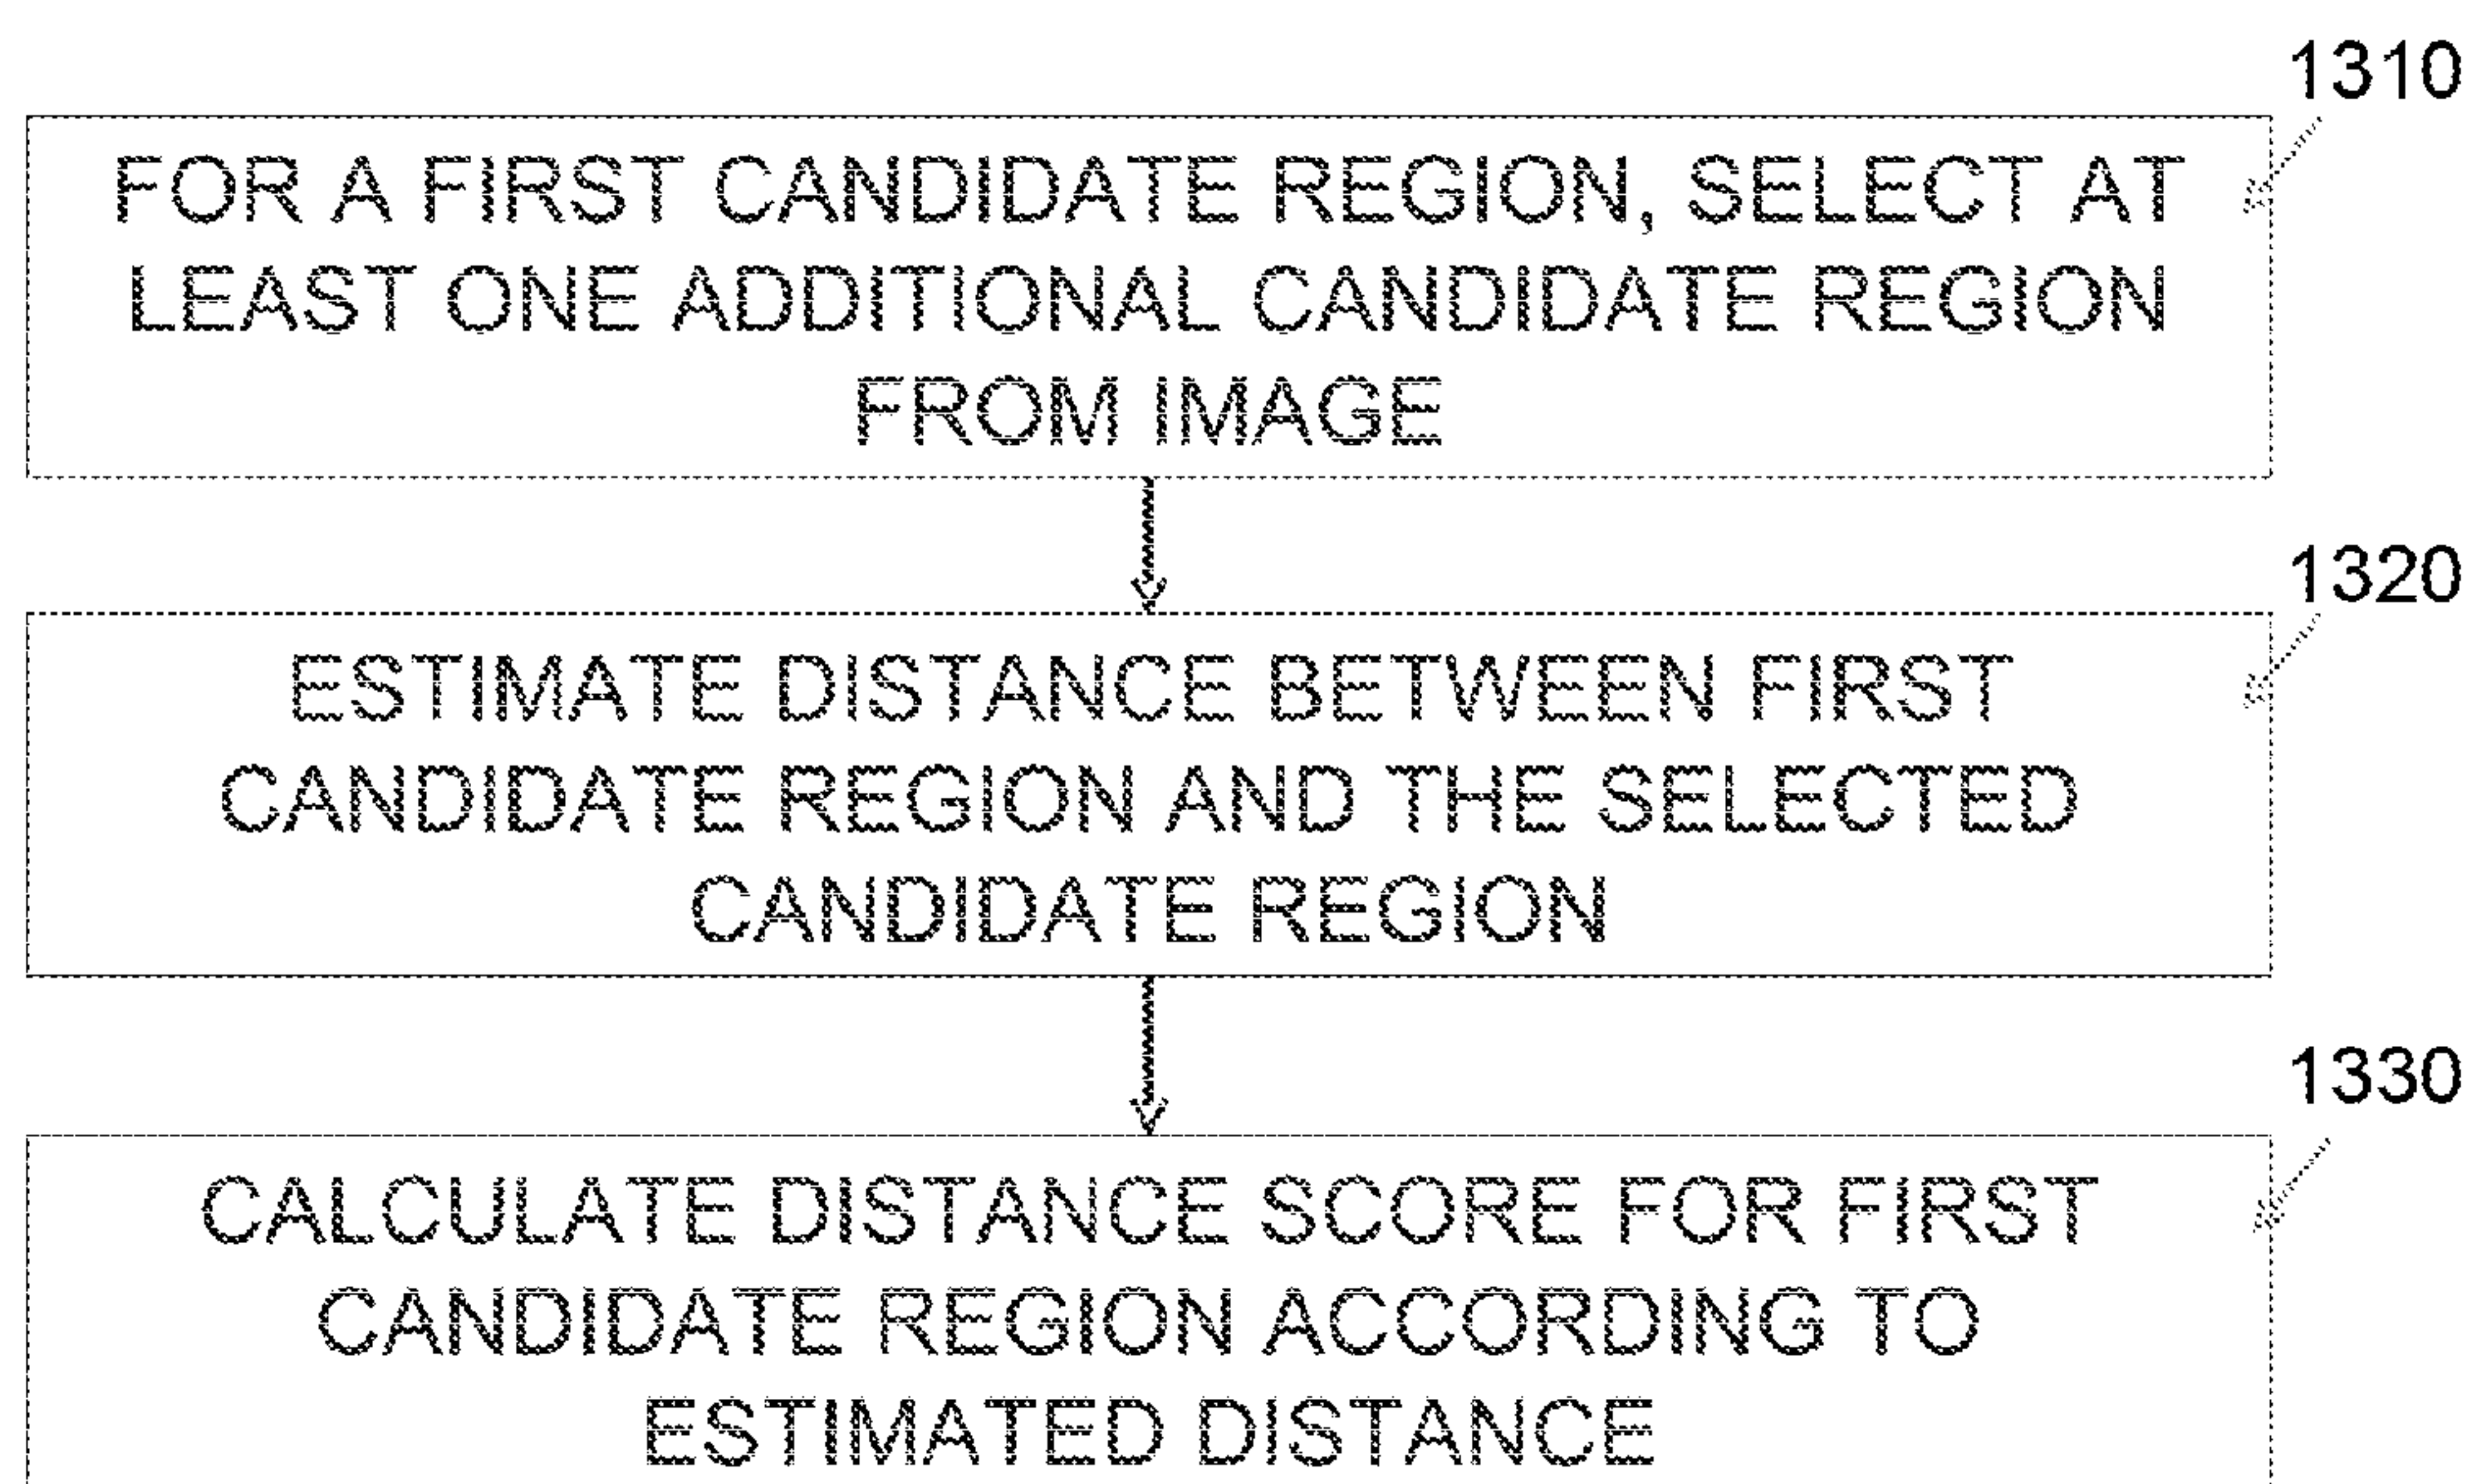 1310
FOR A FIRST CANDIDATE REGION, SELECT AT
LEAST ONE ADDITIONAL CANDIDATE REGION
FROM IMAGE
1320
ESTIMATE DISTANCE BETWEEN FIRST
CANDIDATE REGION AND THE SELECTED
CANDIDATE REGION
1330
CALCULATE DISTANCE SCORE FOR FIRST
CANDIDATE REGION ACCORDING TO
ESTIMATED DISTANCE